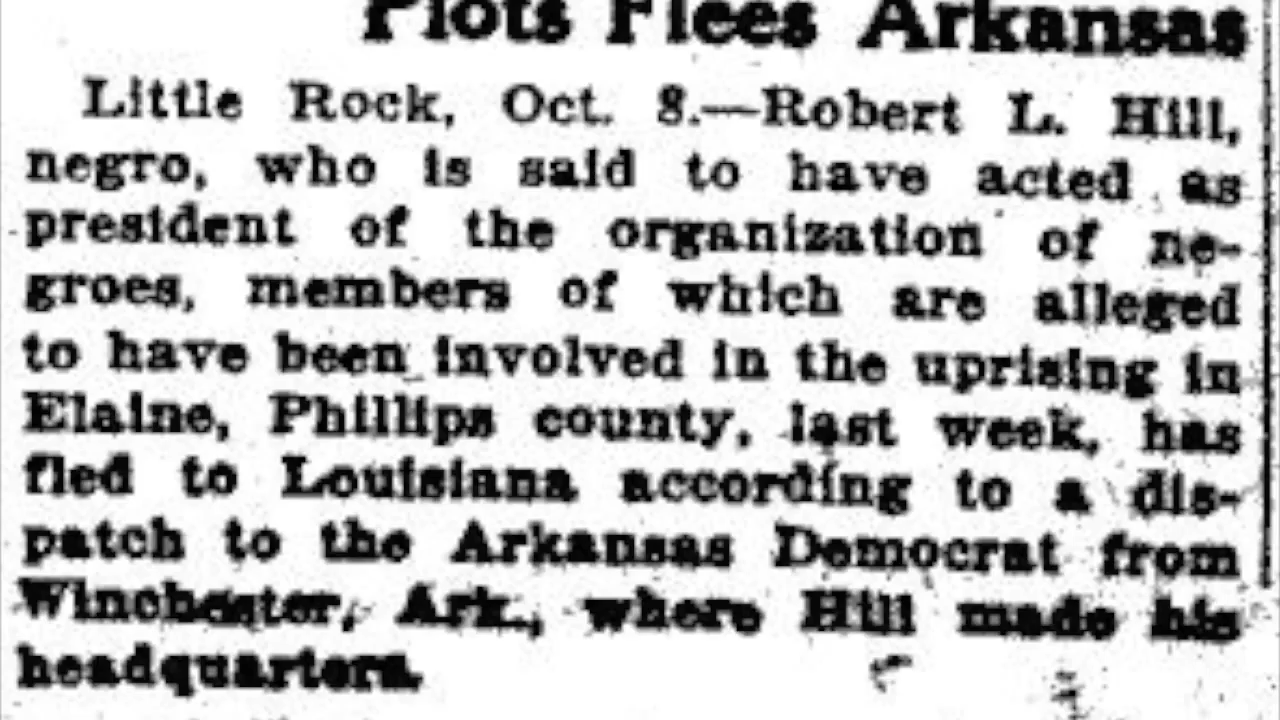 Plots Flees Arkansas
Little Rock, Oct. 8.—Robert L. Hill,
negro, who is said to have acted as
president of the organization of ne-
groes, members of which are alleged
to have been involved in the uprising in
Elaine, Phillips county, last week, has
fled to Louisiana according to a dis-
patch to the Arkansas Democrat from
Winchester, Ark., where Hill made his
headquarters.